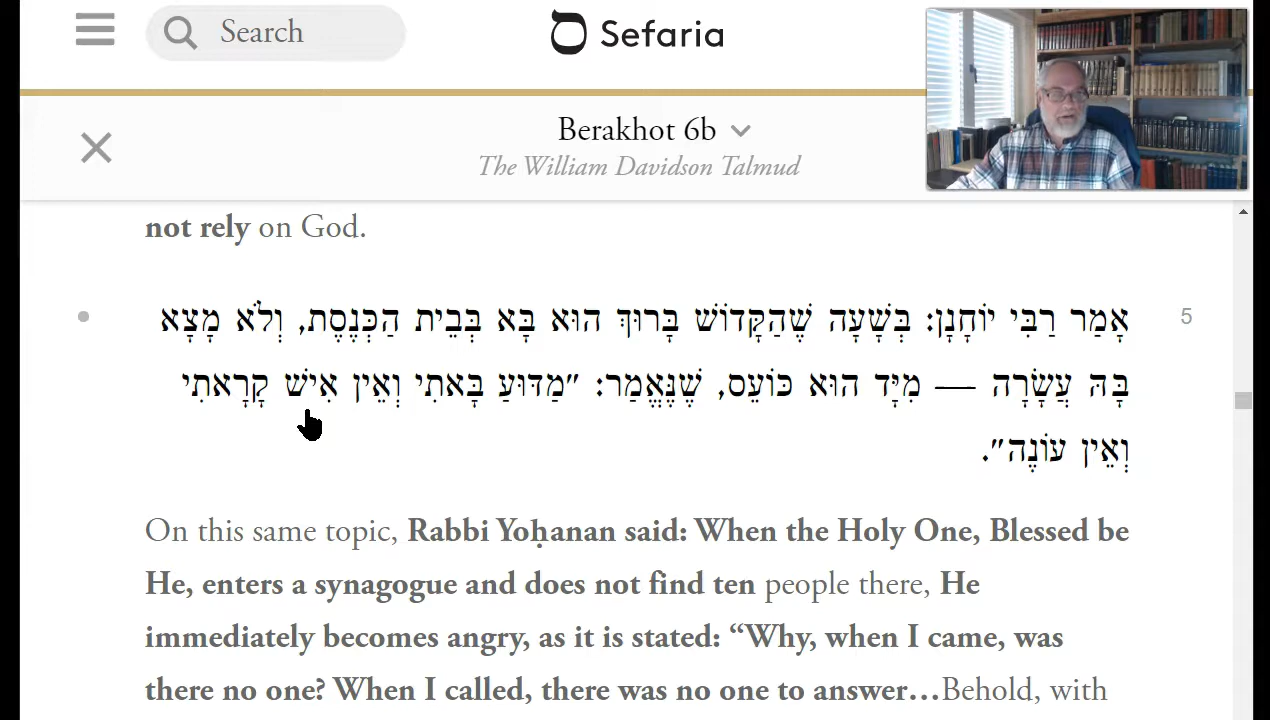 Search
Sefaria
Berakhot 6b
The William Davidson Talmud
not rely on God.
אָמַר רַבִּי יוֹחָנָן: בְּשָׁעָה שֶׁהַקָּדוֹשׁ בָּרוּךְ הוּא בָּא בְּבֵית הַכְּנֶסֶת, וְלֹא מָצָא
5
בָּהּ עֲשָׂרָה — מִיָּד הוּא כּוֹעֵס, שֶׁנֶּאֱמַר: ״מַדּוּעַ בָּאתִי וְאֵין אִישׁ קָרָאתִי
וְאֵין עוֹנֶה״.
On this same topic, Rabbi Yoḥanan said: When the Holy One, Blessed be
He, enters a synagogue and does not find ten people there, He
immediately becomes angry, as it is stated: “Why, when I came, was
there no one? When I called, there was no one to answer…Behold, with